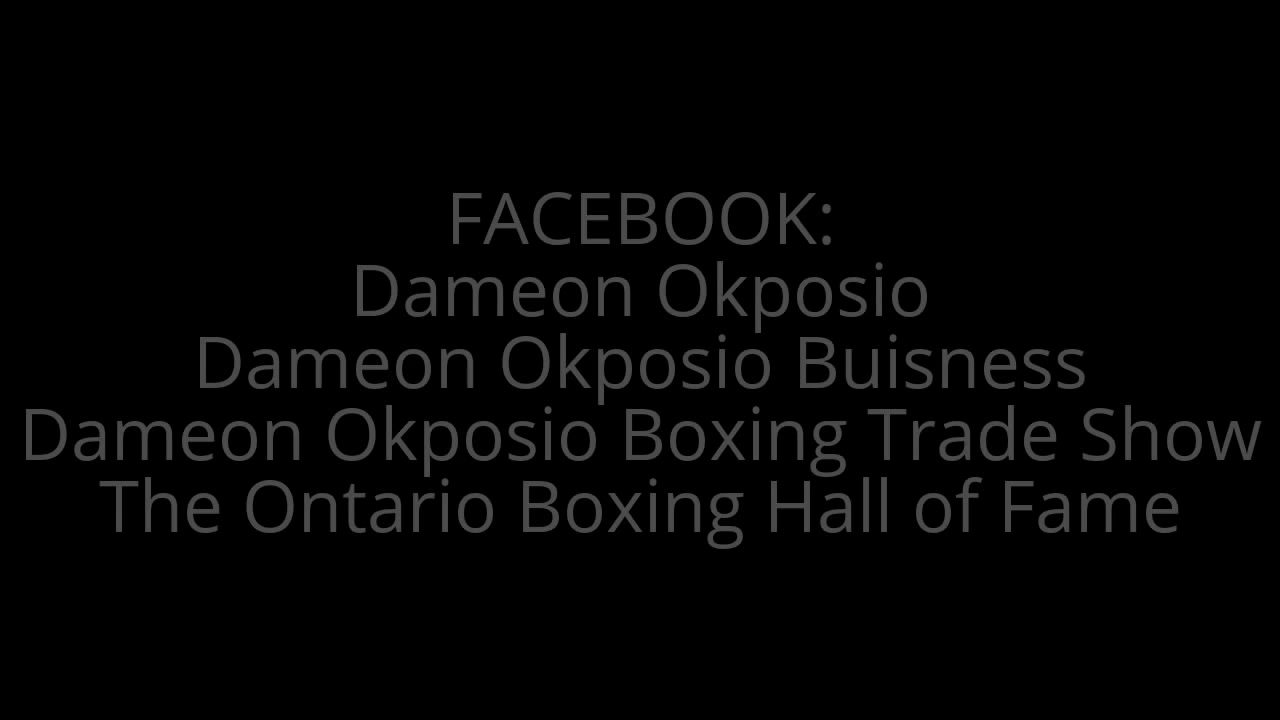 FACEBOOK:
Dameon Okposio
Dameon Okposio Buisness
Dameon Okposio Boxing Trade Show
The Ontario Boxing Hall of Fame